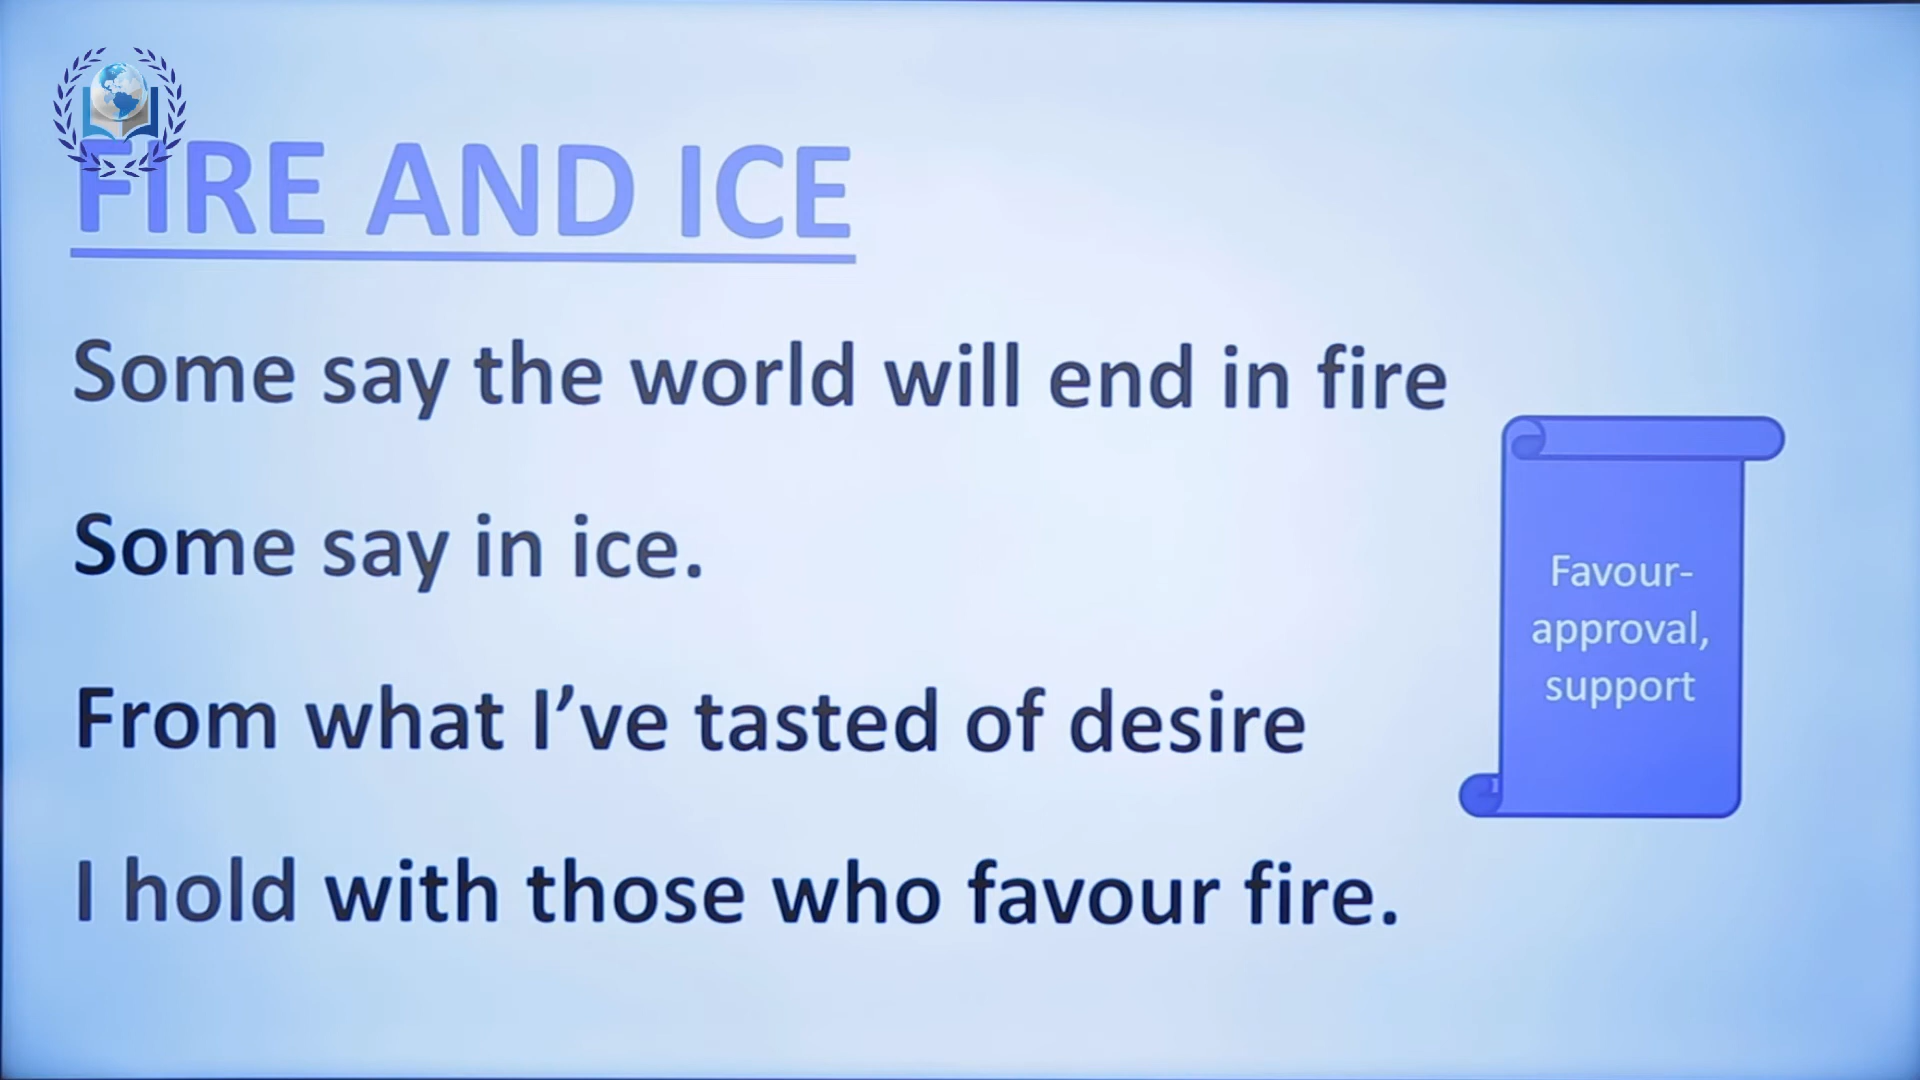 FIRE AND ICE
Some say the world will end in fire
Some say in ice.
From what I’ve tasted of desire
I hold with those who favour fire.
Favour-
approval,
support